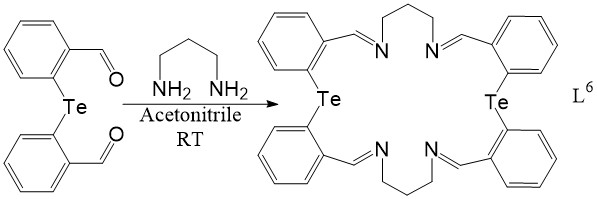 O
Te
O
NH2 NH2
Acetonitrile
RT
N N
Te Te
N N
L6